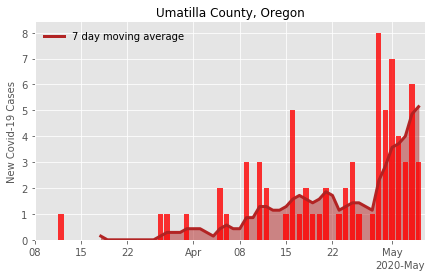 Umatilla County, Oregon
7 day moving average
New Covid-19 Cases
8
7
6
5
4
3
2
1
0
08 15 22 Apr 08 15 22 May
2020-May